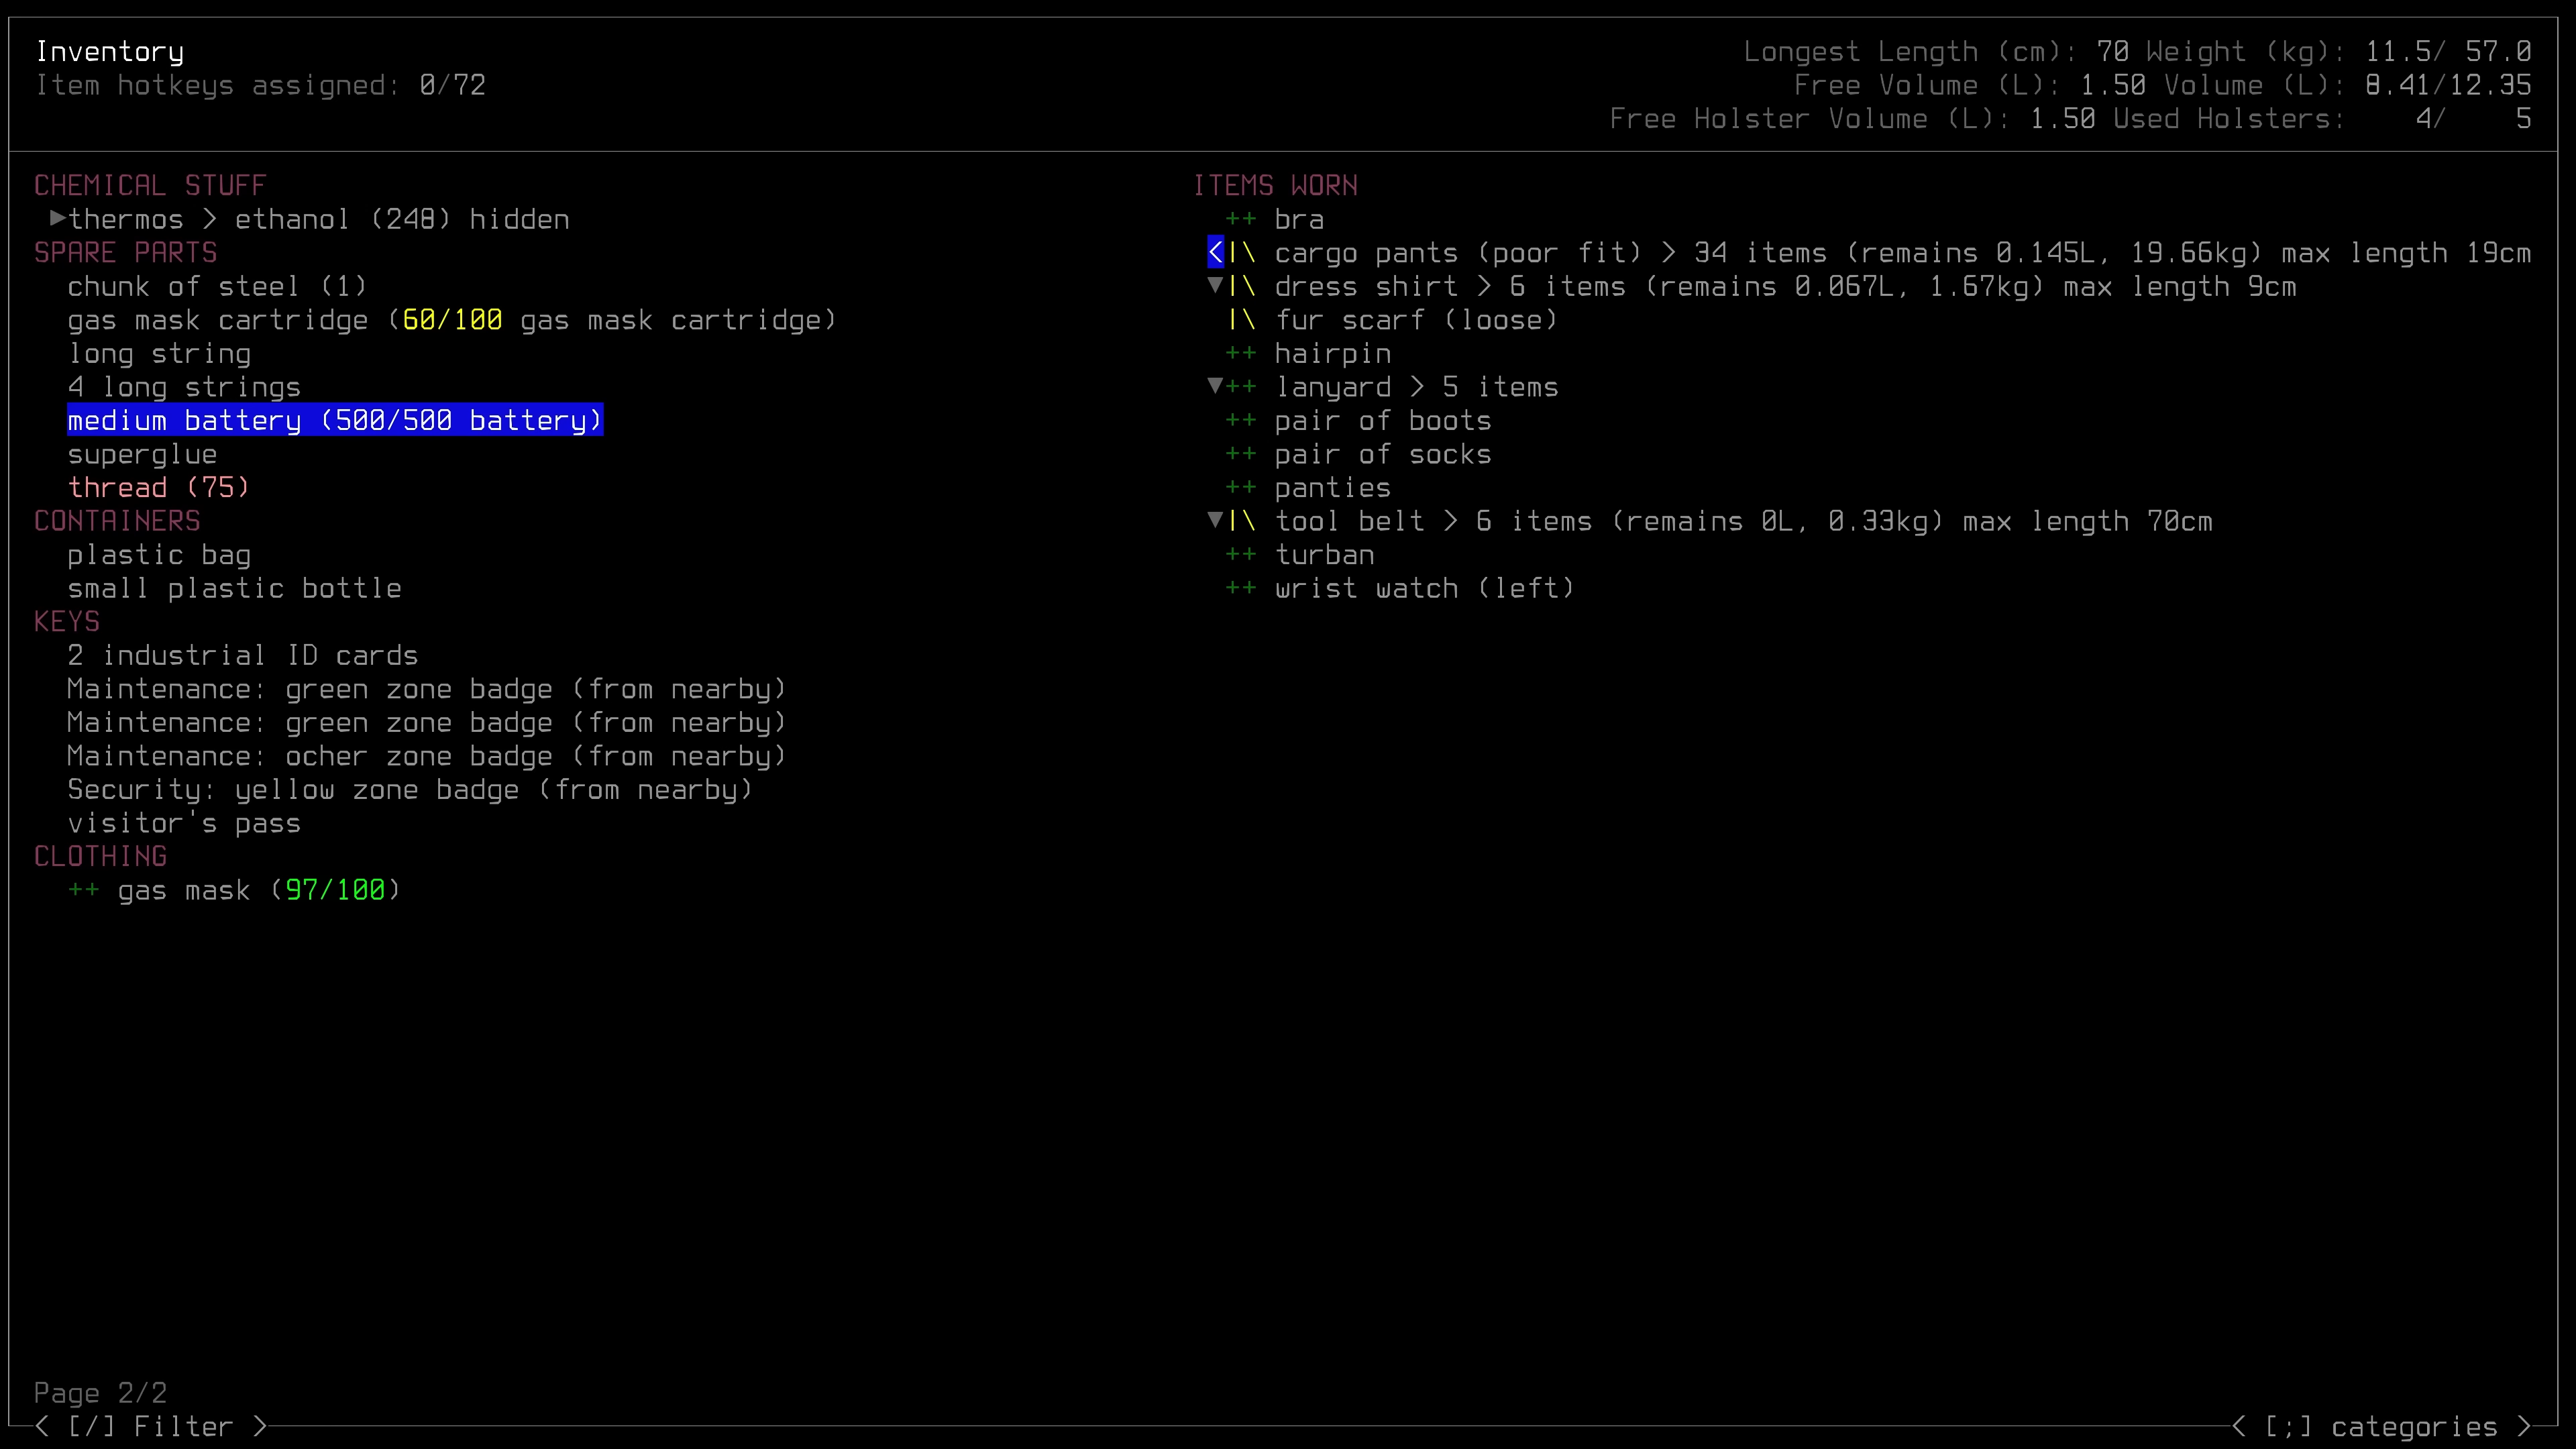 Inventory
Item hotkeys assigned: 0/72
Longest Length (cm): 70 Weight (kg): 11.5/ 57.0
Free Volume (L): 1.50 Volume (L): 8.41/12.35
Free Holster Volume (L): 1.50 Used Holsters: 4/ 5
CHEMICAL STUFF
▶thermos > ethanol (248) hidden
SPARE PARTS
chunk of steel (1)
gas mask cartridge (60/100 gas mask cartridge)
long string
4 long strings
medium battery (500/500 battery)
superglue
thread (75)
CONTAINERS
plastic bag
small plastic bottle
KEYS
2 industrial ID cards
Maintenance: green zone badge (from nearby)
Maintenance: green zone badge (from nearby)
Maintenance: ocher zone badge (from nearby)
Security: yellow zone badge (from nearby)
visitor's pass
CLOTHING
++ gas mask (97/100)
ITEMS WORN
++ bra
<|\ cargo pants (poor fit) > 34 items (remains 0.145L, 19.66kg) max length 19cm
▼|\ dress shirt > 6 items (remains 0.067L, 1.67kg) max length 9cm
|\ fur scarf (loose)
++ hairpin
▼++ lanyard > 5 items
++ pair of boots
++ pair of socks
++ panties
▼|\ tool belt > 6 items (remains 0L, 0.33kg) max length 70cm
++ turban
++ wrist watch (left)
Page 2/2
< [/] Filter >
< [;] categories >